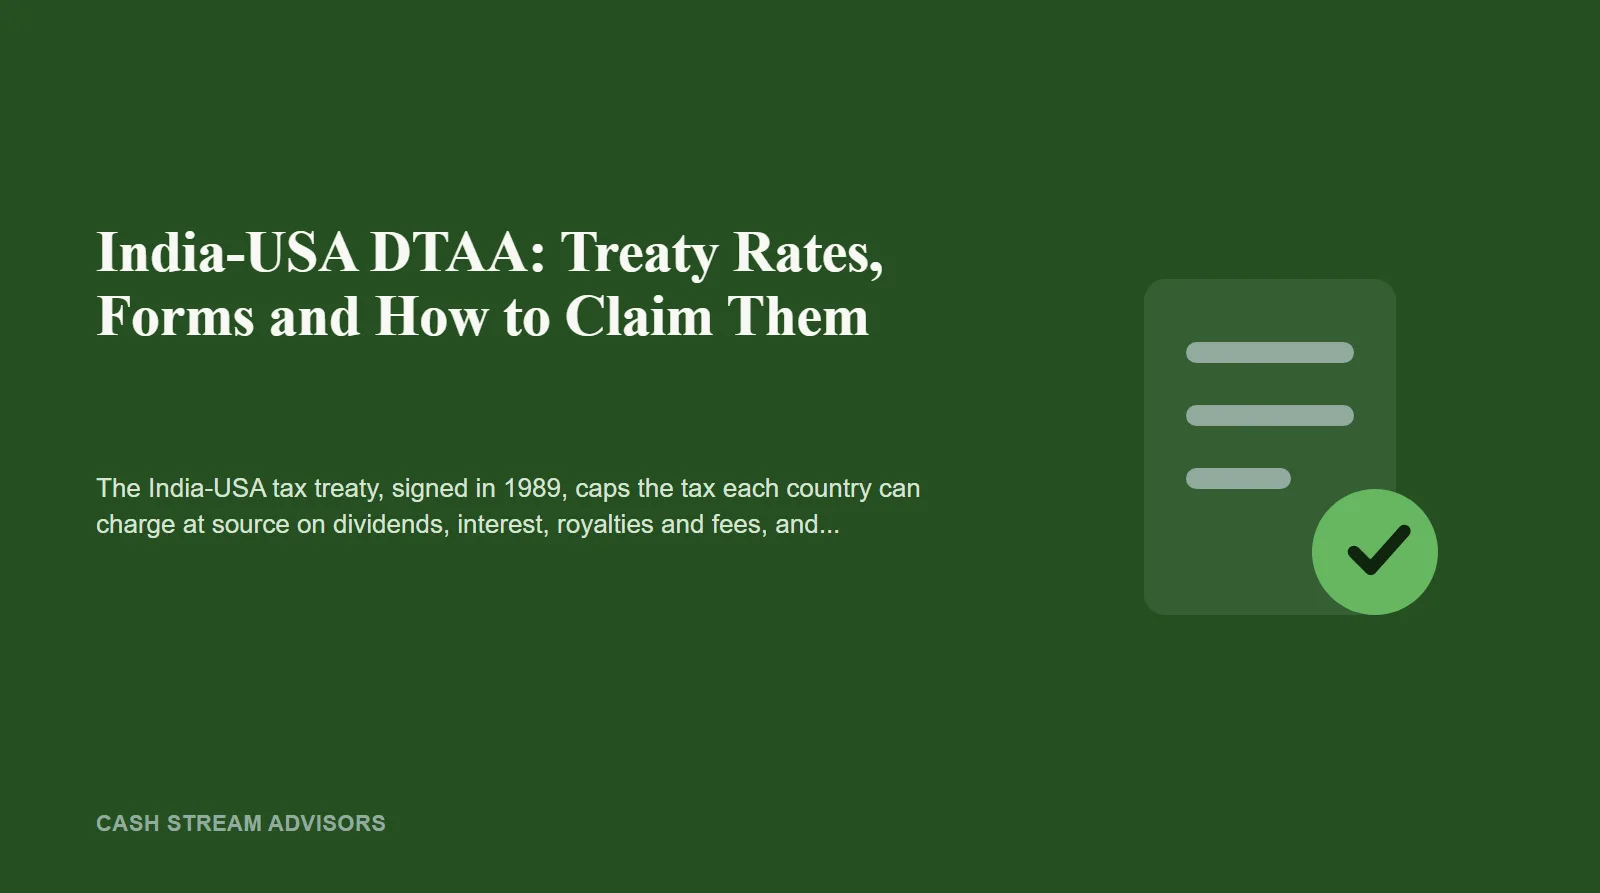 India-USA DTAA: Treaty Rates,
Forms and How to Claim Them
The India-USA tax treaty, signed in 1989, caps the tax each country can
charge at source on dividends, interest, royalties and fees, and...
CASH STREAM ADVISORS